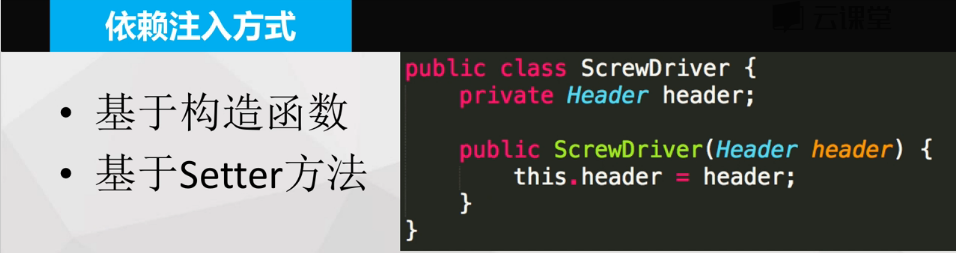 依赖注入方式
云课堂
• 基于构造函数
• 基于Setter方法
public class ScrewDriver {
    private Header header;

    public ScrewDriver(Header header) {
        this.header = header;
    }
}